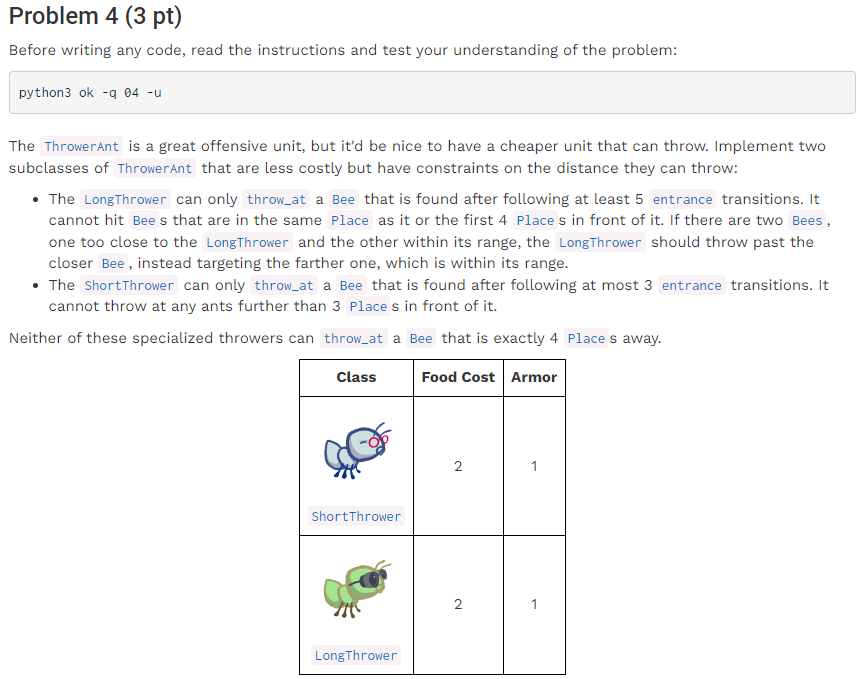 Problem 4 (3 pt)
Before writing any code, read the instructions and test your understanding of the problem:
python3 ok -q 04 -u
The ThrowerAnt is a great offensive unit, but it'd be nice to have a cheaper unit that can throw. Implement two
subclasses of ThrowerAnt that are less costly but have constraints on the distance they can throw:
• The LongThrower can only throw_at a Bee that is found after following at least 5 entrance transitions. It
cannot hit Bee s that are in the same Place as it or the first 4 Place s in front of it. If there are two Bees ,
one too close to the LongThrower and the other within its range, the LongThrower should throw past the
closer Bee , instead targeting the farther one, which is within its range.
• The ShortThrower can only throw_at a Bee that is found after following at most 3 entrance transitions. It
cannot throw at any ants further than 3 Place s in front of it.
Neither of these specialized throwers can throw_at a Bee that is exactly 4 Place s away.
Class Food Cost Armor
2 1
ShortThrower
2 1
LongThrower